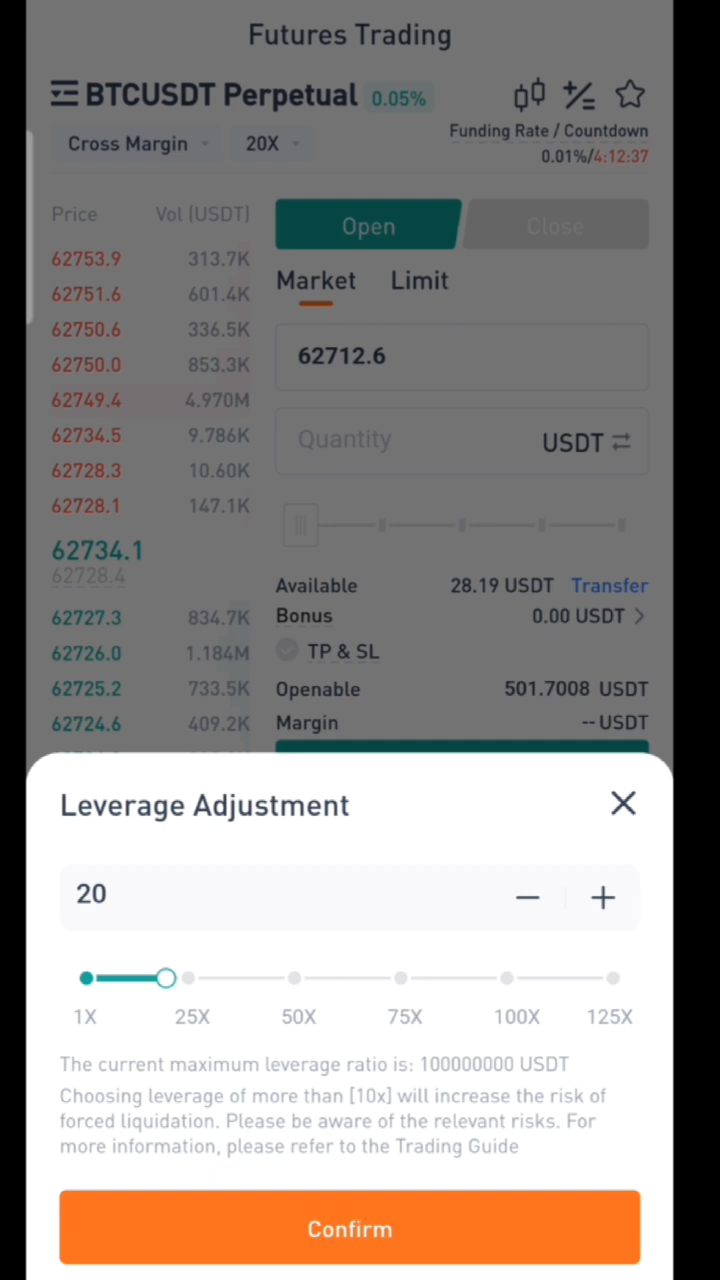 Futures Trading
BTCUSDT Perpetual 0.05%
Funding Rate / Countdown
Cross Margin 20X
0.01%/4:12:37
Price Vol (USDT)
Open Close
62753.9 313.7K
Market Limit
62751.6 601.4K
62750.6 336.5K
62712.6
62750.0 853.3K
62749.4 4.970M
62734.5 9.786K
Quantity USDT
62728.3 10.60K
62728.1 147.1K
62734.1
62728.4
Available 28.19 USDT Transfer
62727.3 834.7K
Bonus 0.00 USDT
62726.0 1.184M
TP & SL
62725.2 733.5K
Openable 501.7008 USDT
62724.6 409.2K
Margin -- USDT
Leverage Adjustment
20
1X 25X 50X 75X 100X 125X
The current maximum leverage ratio is: 100000000 USDT
Choosing leverage of more than [10x] will increase the risk of
forced liquidation. Please be aware of the relevant risks. For
more information, please refer to the Trading Guide
Confirm